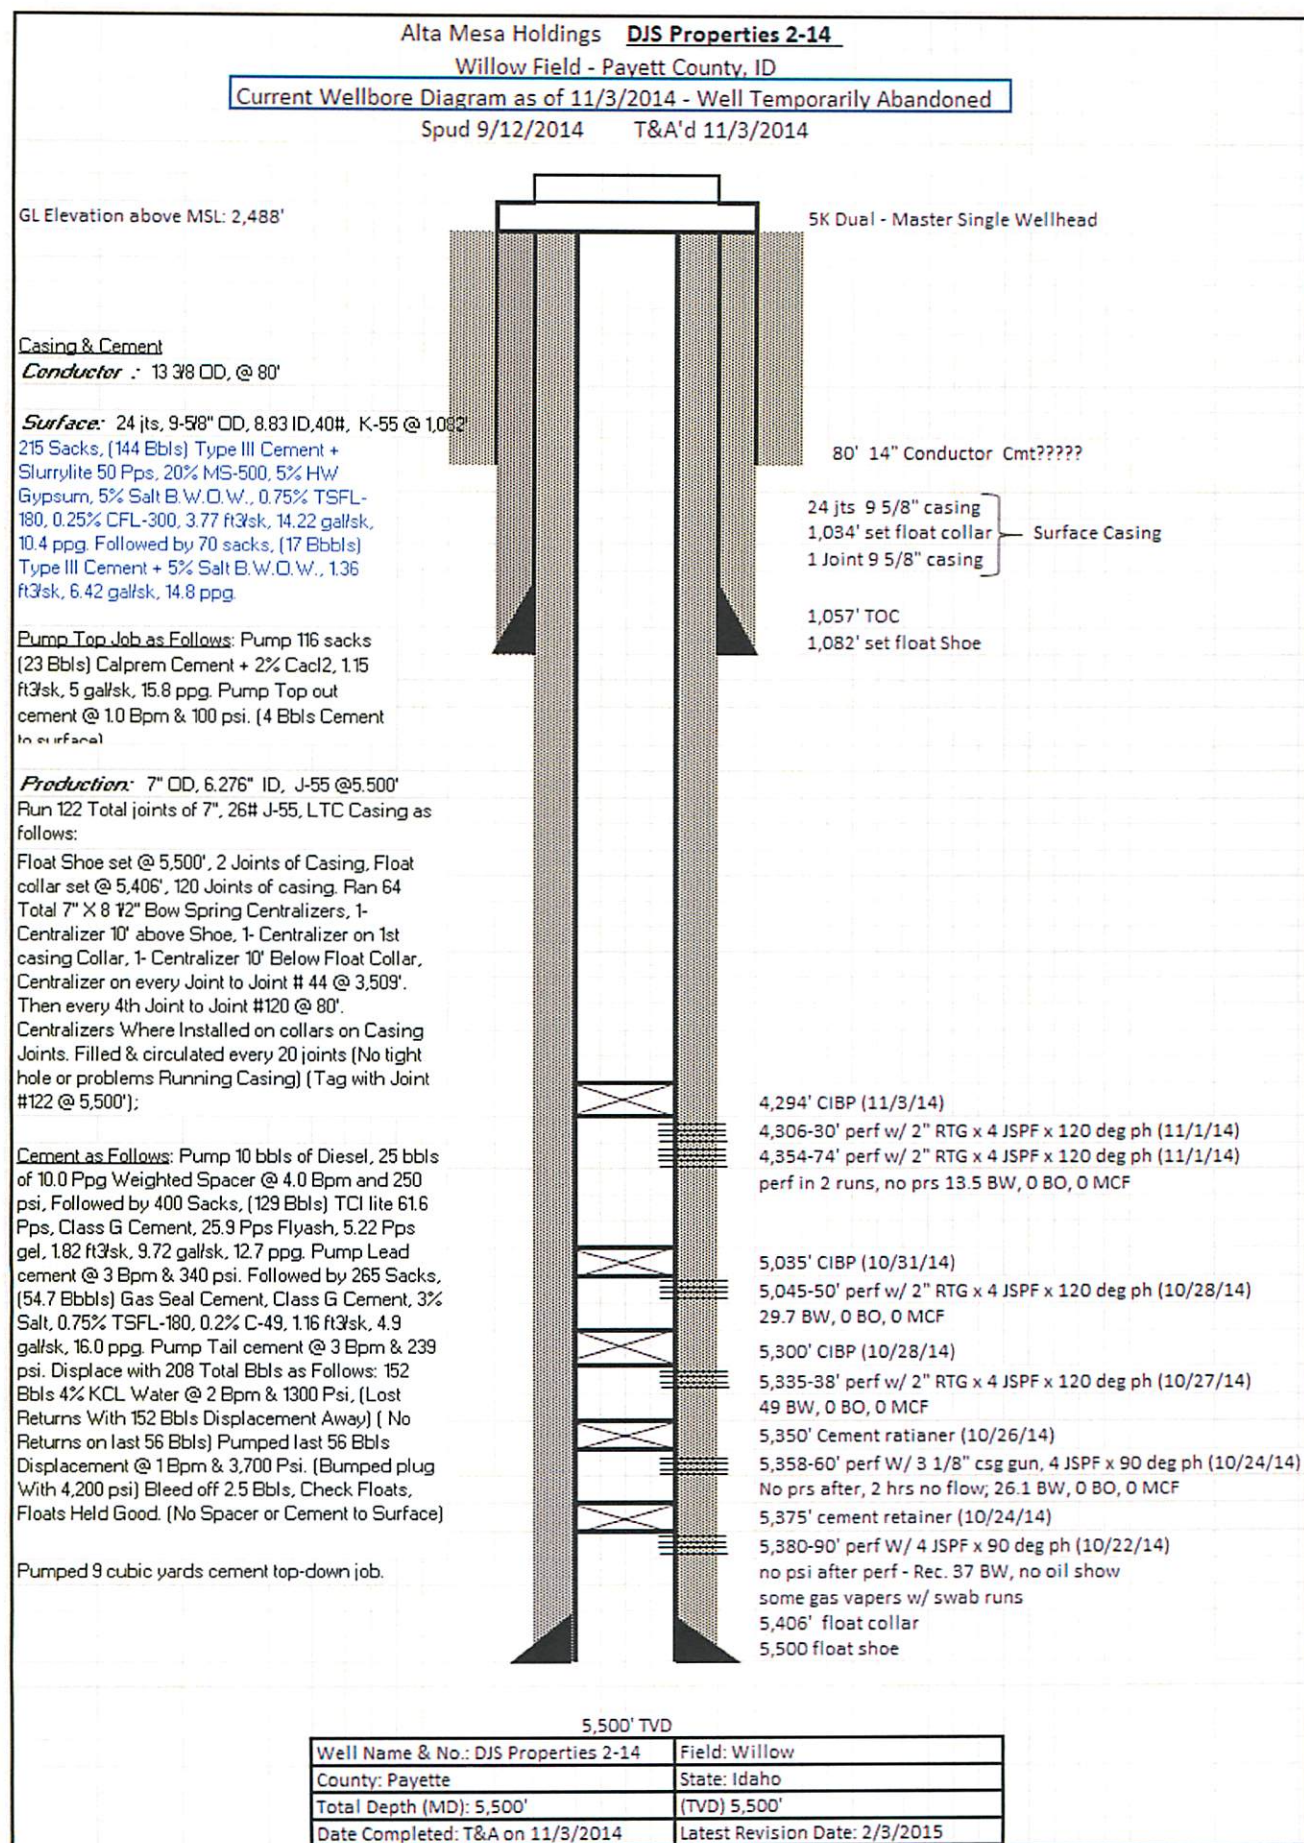 Alta Mesa Holdings DJS Properties 2-14
Willow Field - Payett County, ID
Current Wellbore Diagram as of 11/3/2014 - Well Temporarily Abandoned
Spud 9/12/2014 T&A'd 11/3/2014
GL Elevation above MSL: 2,488'
5K Dual - Master Single Wellhead
Casing & Cement
Conductor : 13 3/8 OD, @ 80'
Surface: 24 jts, 9-5/8" OD, 8.83 ID,40#, K-55 @ 1,082'
215 Sacks, (144 Bbls) Type III Cement +
Slurrylite 50 Pps, 20% MS-500, 5% HW
Gypsum, 5% Salt B.W.O.W., 0.75% TSFL-
180, 0.25% CFL-300, 3.77 ft3/sk, 14.22 gal/sk,
10.4 ppg. Followed by 70 sacks, (17 Bbbls)
Type III Cement + 5% Salt B.W.O.W., 1.36
ft3/sk, 6.42 gal/sk, 14.8 ppg.
Pump Top Job as Follows: Pump 116 sacks
(23 Bbls) Calprem Cement + 2% Cacl2, 1.15
ft3/sk, 5 gal/sk, 15.8 ppg. Pump Top out
cement @ 1.0 Bpm & 100 psi. (4 Bbls Cement
to surface)
80' 14" Conductor Cmt?????
24 jts 9 5/8" casing
1,034' set float collar
1 Joint 9 5/8" casing
Surface Casing
1,057' TOC
1,082' set float Shoe
Production: 7" OD, 6.276" ID, J-55 @5.500'
Run 122 Total joints of 7", 26# J-55, LTC Casing as
follows:
Float Shoe set @ 5,500', 2 Joints of Casing, Float
collar set @ 5,406', 120 Joints of casing. Ran 64
Total 7" X 8 1/2" Bow Spring Centralizers, 1-
Centralizer 10' above Shoe, 1- Centralizer on 1st
casing Collar, 1- Centralizer 10' Below Float Collar,
Centralizer on every Joint to Joint # 44 @ 3,509'.
Then every 4th Joint to Joint #120 @ 80'.
Centralizers Where Installed on collars on Casing
Joints. Filled & circulated every 20 joints (No tight
hole or problems Running Casing) (Tag with Joint
#122 @ 5,500');
Cement as Follows: Pump 10 bbls of Diesel, 25 bbls
of 10.0 Ppg Weighted Spacer @ 4.0 Bpm and 250
psi, Followed by 400 Sacks, (129 Bbls) TCI lite 61.6
Pps, Class G Cement, 25.9 Pps Flyash, 5.22 Pps
gel, 1.82 ft3/sk, 9.72 gal/sk, 12.7 ppg. Pump Lead
cement @ 3 Bpm & 340 psi. Followed by 265 Sacks,
(54.7 Bbbls) Gas Seal Cement, Class G Cement, 3%
Salt, 0.75% TSFL-180, 0.2% C-49, 1.16 ft3/sk, 4.9
gal/sk, 16.0 ppg. Pump Tail cement @ 3 Bpm & 239
psi. Displace with 208 Total Bbls as Follows: 152
Bbls 4% KCL Water @ 2 Bpm & 1300 Psi, (Lost
Returns With 152 Bbls Displacement Away) ( No
Returns on last 56 Bbls) Pumped last 56 Bbls
Displacement @ 1 Bpm & 3,700 Psi. (Bumped plug
With 4,200 psi) Bleed off 2.5 Bbls, Check Floats,
Floats Held Good. (No Spacer or Cement to Surface)
Pumped 9 cubic yards cement top-down job.
4,294' CIBP (11/3/14)
4,306-30' perf w/ 2" RTG x 4 JSPF x 120 deg ph (11/1/14)
4,354-74' perf w/ 2" RTG x 4 JSPF x 120 deg ph (11/1/14)
perf in 2 runs, no prs 13.5 BW, 0 BO, 0 MCF
5,035' CIBP (10/31/14)
5,045-50' perf w/ 2" RTG x 4 JSPF x 120 deg ph (10/28/14)
29.7 BW, 0 BO, 0 MCF
5,300' CIBP (10/28/14)
5,335-38' perf w/ 2" RTG x 4 JSPF x 120 deg ph (10/27/14)
49 BW, 0 BO, 0 MCF
5,350' Cement ratianer (10/26/14)
5,358-60' perf W/ 3 1/8" csg gun, 4 JSPF x 90 deg ph (10/24/14)
No prs after, 2 hrs no flow; 26.1 BW, 0 BO, 0 MCF
5,375' cement retainer (10/24/14)
5,380-90' perf W/ 4 JSPF x 90 deg ph (10/22/14)
no psi after perf - Rec. 37 BW, no oil show
some gas vapers w/ swab runs
5,406' float collar
5,500 float shoe
5,500' TVD
Well Name & No.: DJS Properties 2-14 Field: Willow
County: Payette State: Idaho
Total Depth (MD): 5,500' (TVD) 5,500'
Date Completed: T&A on 11/3/2014 Latest Revision Date: 2/3/2015